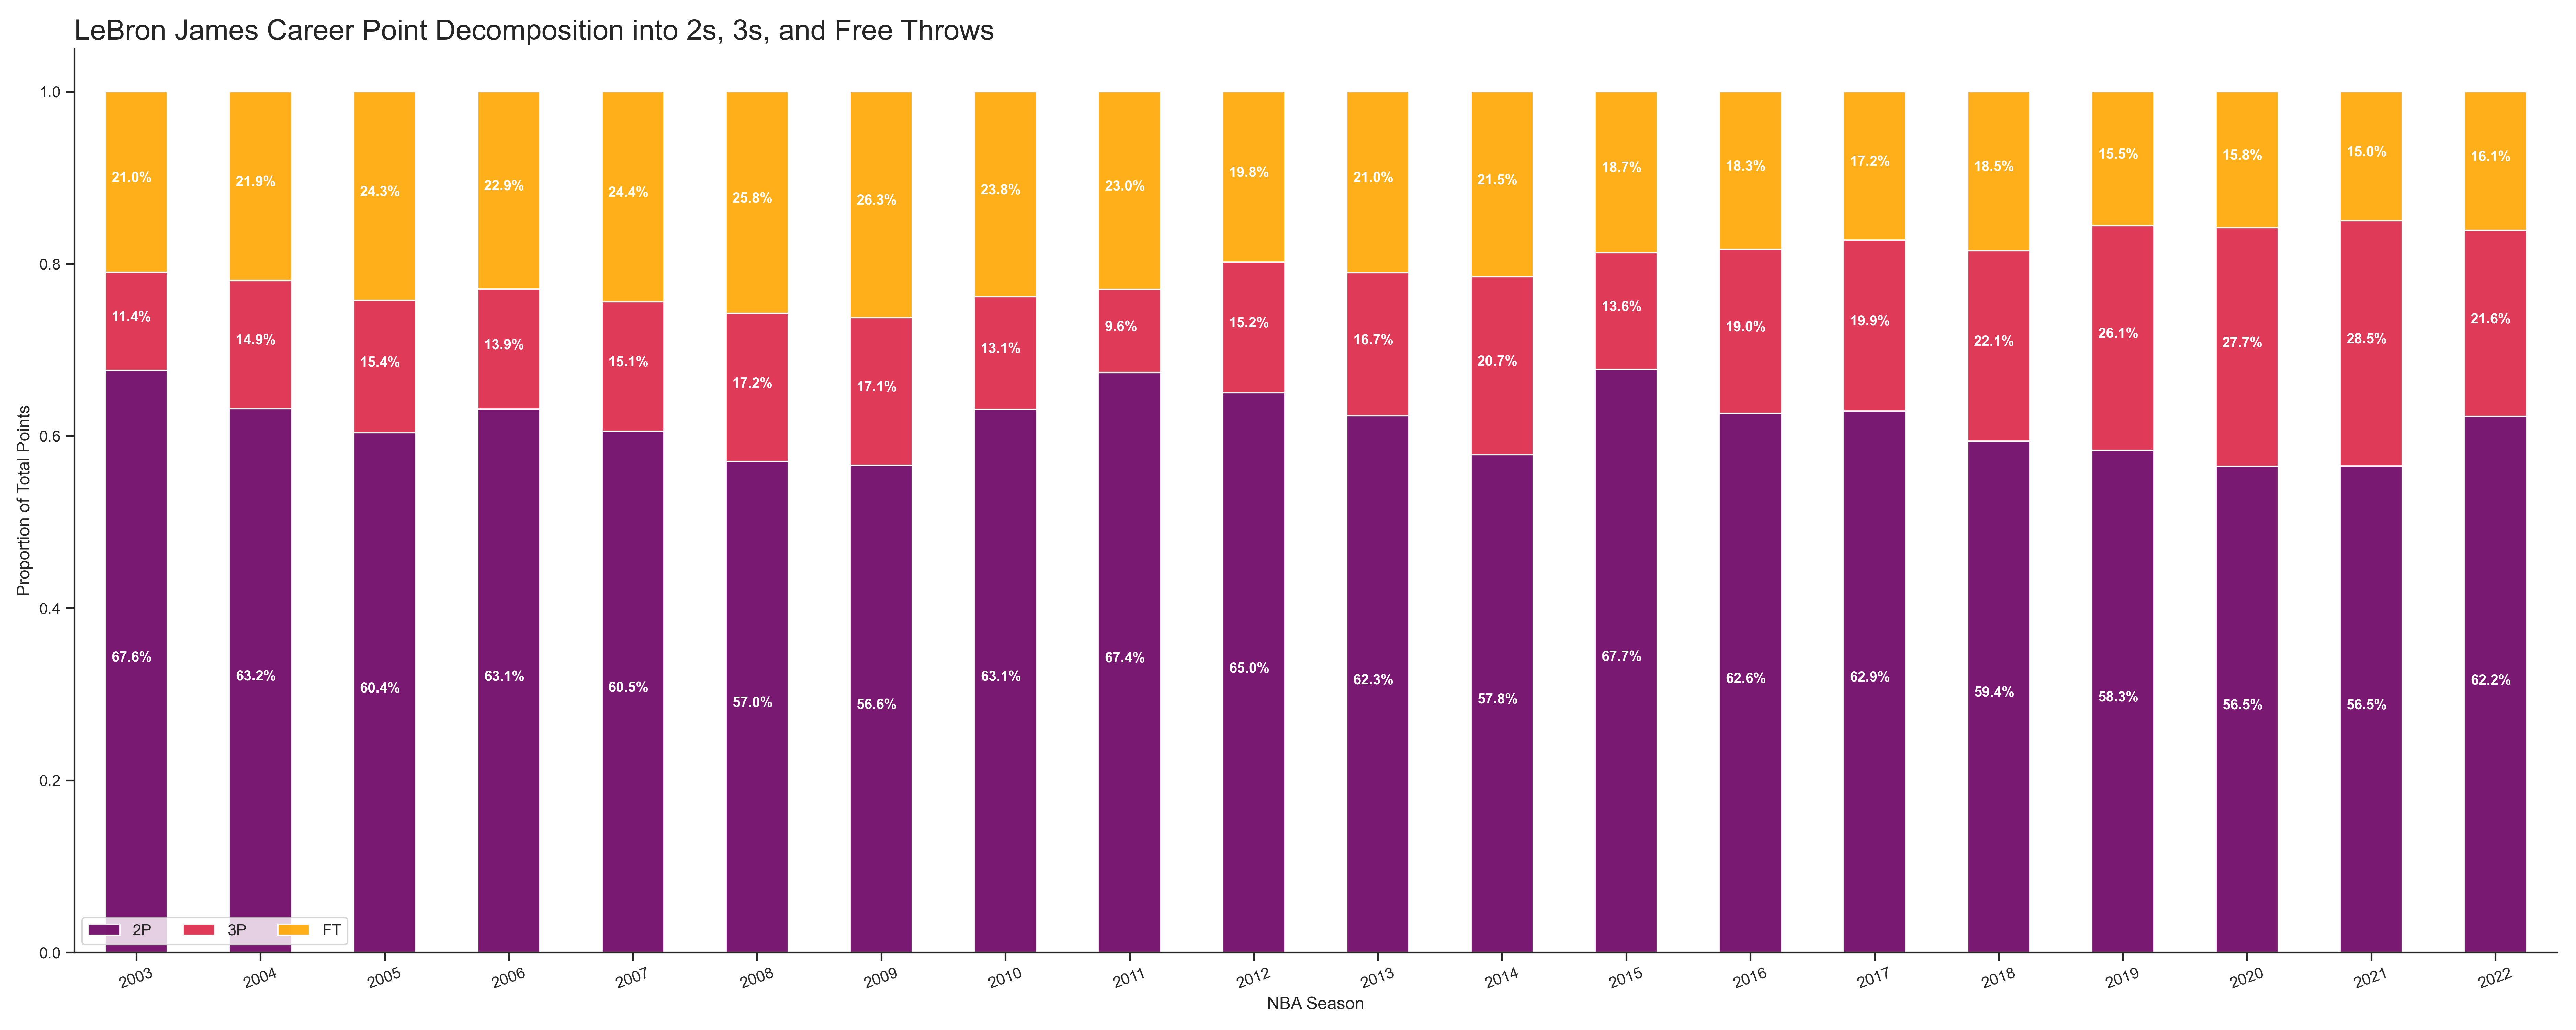 LeBron James Career Point Decomposition into 2s, 3s, and Free Throws
Proportion of Total Points
1.0
0.8
0.6
0.4
0.2
0.0
21.0% 21.9% 24.3% 22.9% 24.4% 25.8% 26.3% 23.8% 23.0% 19.8% 21.0% 21.5% 18.7% 18.3% 17.2% 18.5% 15.5% 15.8% 15.0% 16.1%
11.4% 14.9% 15.4% 13.9% 15.1% 17.2% 17.1% 13.1% 9.6% 15.2% 16.7% 20.7% 13.6% 19.0% 19.9% 22.1% 26.1% 27.7% 28.5% 21.6%
67.6% 63.2% 60.4% 63.1% 60.5% 57.0% 56.6% 63.1% 67.4% 65.0% 62.3% 57.8% 67.7% 62.6% 62.9% 59.4% 58.3% 56.5% 56.5% 62.2%
2P 3P FT
2003 2004 2005 2006 2007 2008 2009 2010 2011 2012 2013 2014 2015 2016 2017 2018 2019 2020 2021 2022
NBA Season